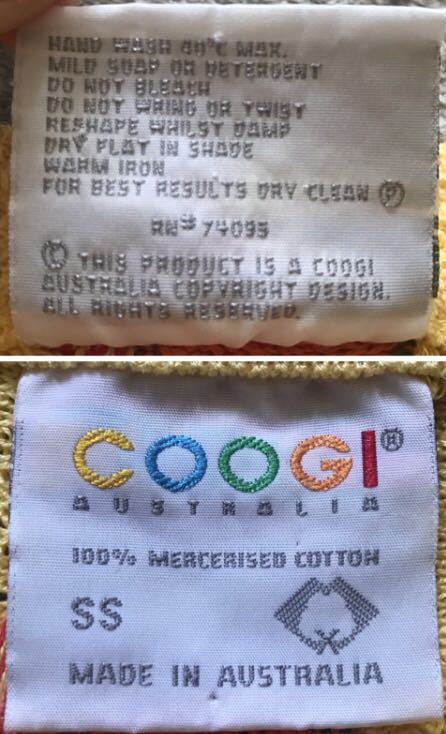 HAND WASH 40°C MAX.
MILD SOAP OR DETERGENT
DO NOT BLEACH
DO NOT WRING OR TWIST
RESHAPE WHILST DAMP
DRY FLAT IN SHADE
WARM IRON
FOR BEST RESULTS DRY CLEAN Ⓟ
RN# 74095
© THIS PRODUCT IS A COOGI
AUSTRALIA COPYRIGHT DESIGN.
ALL RIGHTS RESERVED.
COOGI®
AUSTRALIA
100% MERCERISED COTTON
SS
MADE IN AUSTRALIA